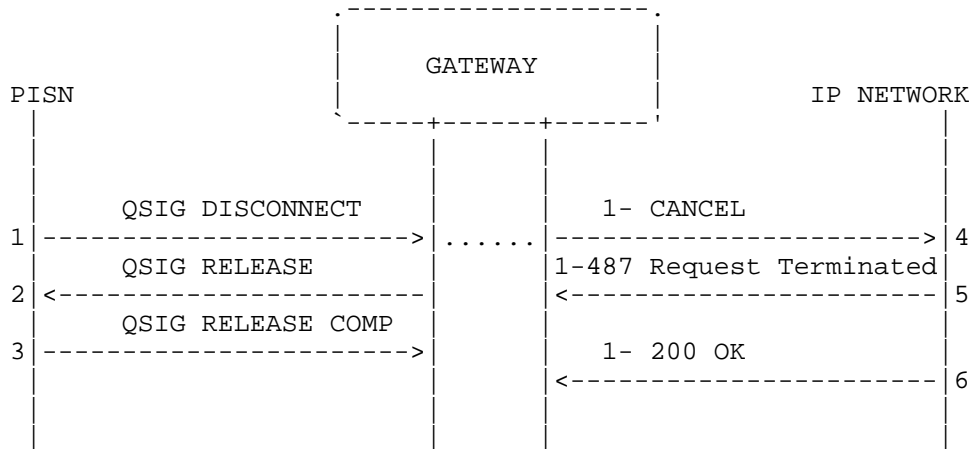 GATEWAY
PISN IP NETWORK
QSIG DISCONNECT 1- CANCEL
1 4
QSIG RELEASE 1-487 Request Terminated
2 5
QSIG RELEASE COMP
3 1- 200 OK
6